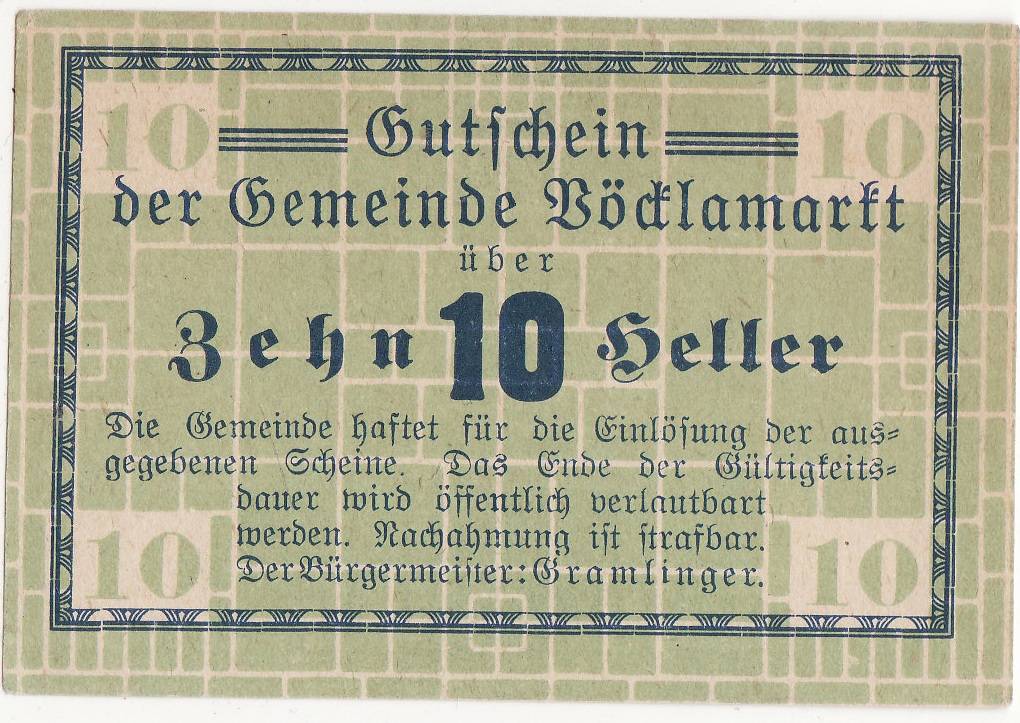 10 Gutschein 10
der Gemeinde Vöcklamarkt
über
Zehn 10 Heller
Die Gemeinde haftet für die Einlösung der aus=
gegebenen Scheine. Das Ende der Gültigkeits=
dauer wird öffentlich verlautbart
werden. Nachahmung ist strafbar.
Der Bürgermeister: Gramlinger.
10 10